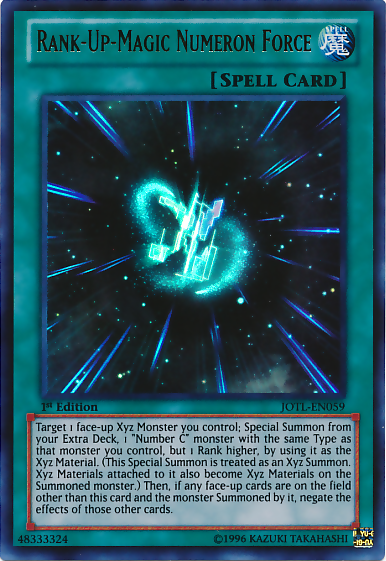 RANK-UP-MAGIC NUMERON FORCE
SPELL
魔
[SPELL CARD]
1st Edition
JOTL-EN059
Target 1 face-up Xyz Monster you control; Special Summon from
your Extra Deck, 1 "Number C" monster with the same Type as
that monster you control, but 1 Rank higher, by using it as the
Xyz Material. (This Special Summon is treated as an Xyz Summon.
Xyz Materials attached to it also become Xyz Materials on the
Summoned monster.) Then, if any face-up cards are on the field
other than this card and the monster Summoned by it, negate the
effects of those other cards.
48333324
©1996 KAZUKI TAKAHASHI